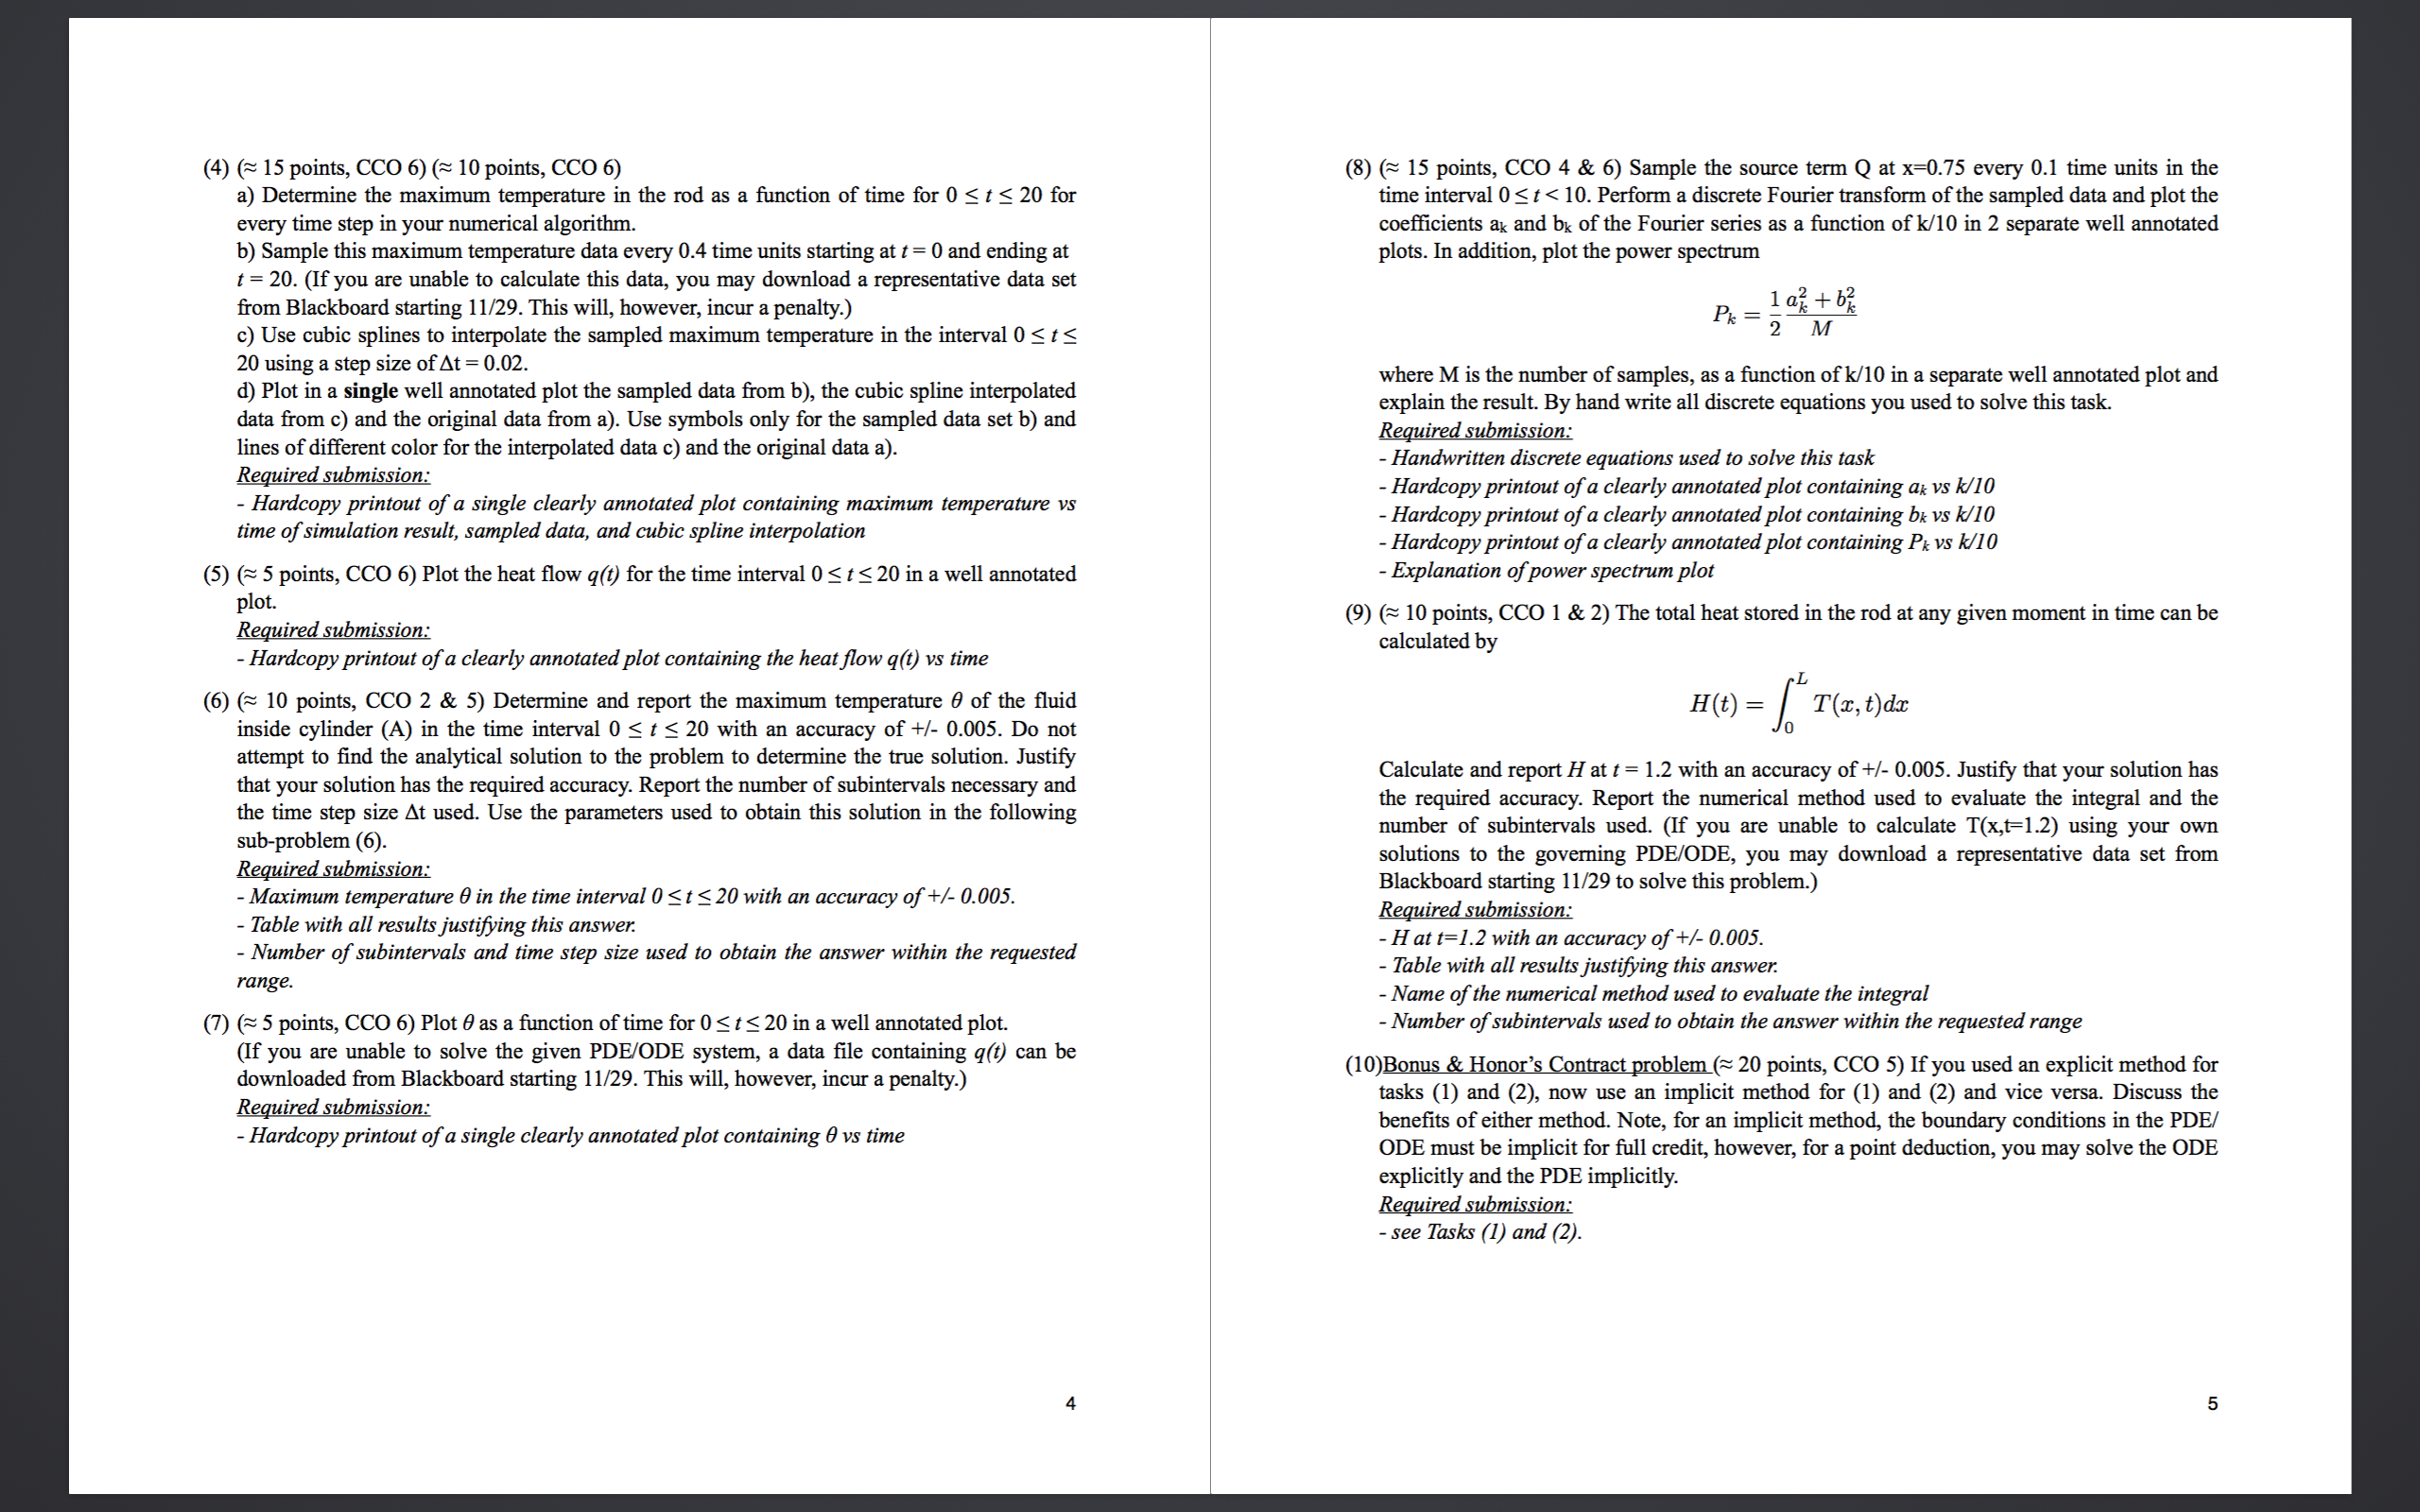 (4) (≈ 15 points, CCO 6) (≈ 10 points, CCO 6)
a) Determine the maximum temperature in the rod as a function of time for 0 ≤ t ≤ 20 for
every time step in your numerical algorithm.
b) Sample this maximum temperature data every 0.4 time units starting at t = 0 and ending at
t = 20. (If you are unable to calculate this data, you may download a representative data set
from Blackboard starting 11/29. This will, however, incur a penalty.)
c) Use cubic splines to interpolate the sampled maximum temperature in the interval 0 ≤ t ≤
20 using a step size of Δt = 0.02.
d) Plot in a single well annotated plot the sampled data from b), the cubic spline interpolated
data from c) and the original data from a). Use symbols only for the sampled data set b) and
lines of different color for the interpolated data c) and the original data a).
Required submission:
- Hardcopy printout of a single clearly annotated plot containing maximum temperature vs
time of simulation result, sampled data, and cubic spline interpolation
(5) (≈ 5 points, CCO 6) Plot the heat flow q(t) for the time interval 0 ≤ t ≤ 20 in a well annotated
plot.
Required submission:
- Hardcopy printout of a clearly annotated plot containing the heat flow q(t) vs time
(6) (≈ 10 points, CCO 2 & 5) Determine and report the maximum temperature θ of the fluid
inside cylinder (A) in the time interval 0 ≤ t ≤ 20 with an accuracy of +/- 0.005. Do not
attempt to find the analytical solution to the problem to determine the true solution. Justify
that your solution has the required accuracy. Report the number of subintervals necessary and
the time step size Δt used. Use the parameters used to obtain this solution in the following
sub-problem (6).
Required submission:
- Maximum temperature θ in the time interval 0 ≤ t ≤ 20 with an accuracy of +/- 0.005.
- Table with all results justifying this answer.
- Number of subintervals and time step size used to obtain the answer within the requested
range.
(7) (≈ 5 points, CCO 6) Plot θ as a function of time for 0 ≤ t ≤ 20 in a well annotated plot.
(If you are unable to solve the given PDE/ODE system, a data file containing q(t) can be
downloaded from Blackboard starting 11/29. This will, however, incur a penalty.)
Required submission:
- Hardcopy printout of a single clearly annotated plot containing θ vs time
4
(8) (≈ 15 points, CCO 4 & 6) Sample the source term Q at x=0.75 every 0.1 time units in the
time interval 0 ≤ t < 10. Perform a discrete Fourier transform of the sampled data and plot the
coefficients aₖ and bₖ of the Fourier series as a function of k/10 in 2 separate well annotated
plots. In addition, plot the power spectrum
Pₖ = 1/2 (aₖ² + bₖ²)/M
where M is the number of samples, as a function of k/10 in a separate well annotated plot and
explain the result. By hand write all discrete equations you used to solve this task.
Required submission:
- Handwritten discrete equations used to solve this task
- Hardcopy printout of a clearly annotated plot containing aₖ vs k/10
- Hardcopy printout of a clearly annotated plot containing bₖ vs k/10
- Hardcopy printout of a clearly annotated plot containing Pₖ vs k/10
- Explanation of power spectrum plot
(9) (≈ 10 points, CCO 1 & 2) The total heat stored in the rod at any given moment in time can be
calculated by
H(t) = ∫₀ᴸ T(x, t)dx
Calculate and report H at t = 1.2 with an accuracy of +/- 0.005. Justify that your solution has
the required accuracy. Report the numerical method used to evaluate the integral and the
number of subintervals used. (If you are unable to calculate T(x,t=1.2) using your own
solutions to the governing PDE/ODE, you may download a representative data set from
Blackboard starting 11/29 to solve this problem.)
Required submission:
- H at t=1.2 with an accuracy of +/- 0.005.
- Table with all results justifying this answer.
- Name of the numerical method used to evaluate the integral
- Number of subintervals used to obtain the answer within the requested range
(10)Bonus & Honor’s Contract problem (≈ 20 points, CCO 5) If you used an explicit method for
tasks (1) and (2), now use an implicit method for (1) and (2) and vice versa. Discuss the
benefits of either method. Note, for an implicit method, the boundary conditions in the PDE/
ODE must be implicit for full credit, however, for a point deduction, you may solve the ODE
explicitly and the PDE implicitly.
Required submission:
- see Tasks (1) and (2).
5